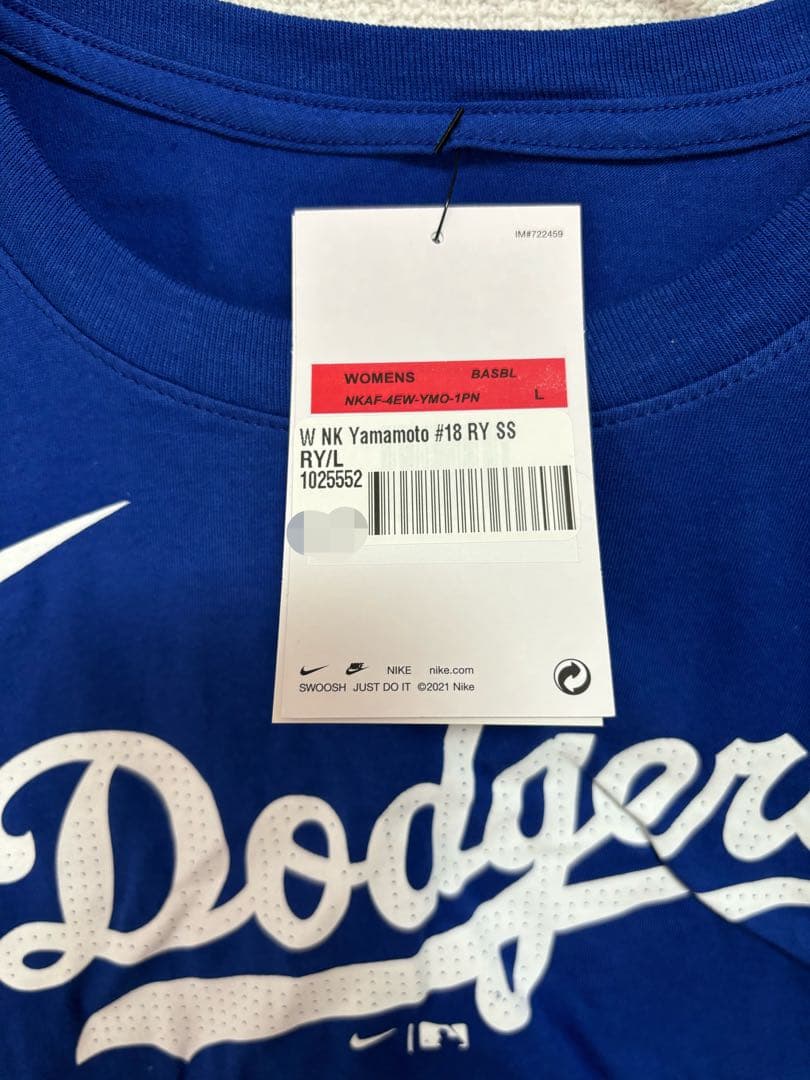 IM#722459
WOMENS BASBL
NKAF-4EW-YMO-1PN L
W NK Yamamoto #18 RY SS
RY/L
1025552
NIKE nike.com
SWOOSH JUST DO IT ©2021 Nike
Dodgers